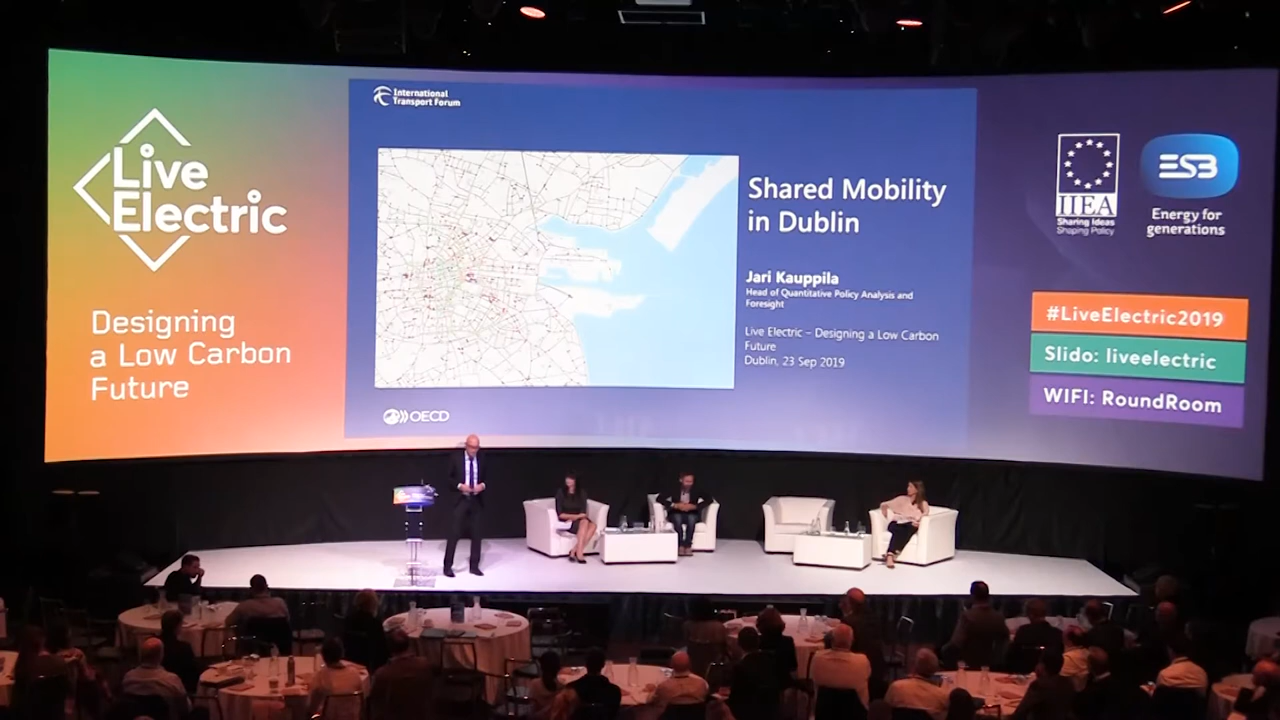 Live
Electric
Designing
a Low Carbon
Future
International
Transport Forum
Shared Mobility
in Dublin
Jari Kauppila
Head of Quantitative Policy Analysis and
Foresight
Live Electric – Designing a Low Carbon
Future
Dublin, 23 Sep 2019
OECD
IIEA
Sharing Ideas
Shaping Policy
ESB
Energy for
generations
#LiveElectric2019
Slido: liveelectric
WIFI: RoundRoom